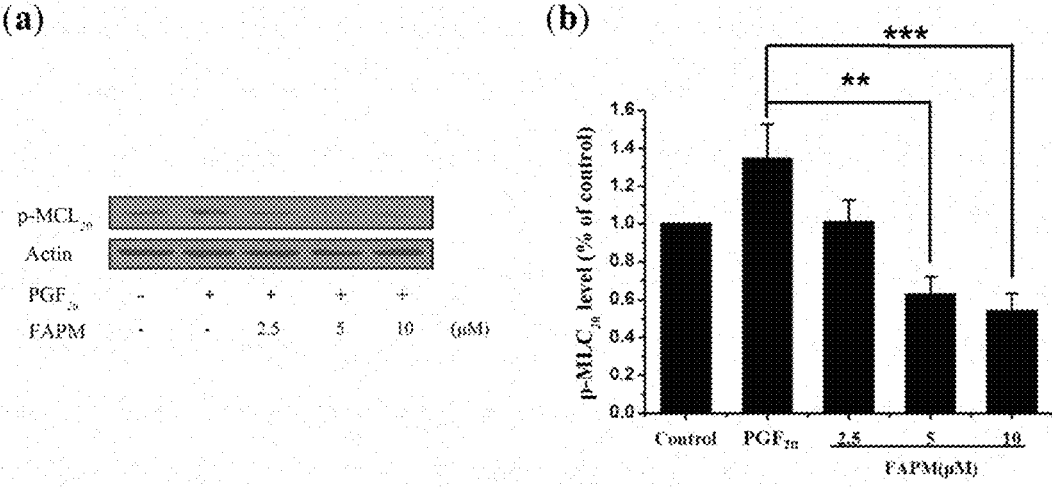 (a)
p-MCL20
Actin
PGF2α - + + + +
FAPM - - 2.5 5 10 (μM)
(b)
***
**
p-MLC20 level (% of control)
1.6
1.4
1.2
1.0
0.8
0.6
0.4
0.2
0.0
Control PGF2α 2.5 5 10
FAPM(μM)